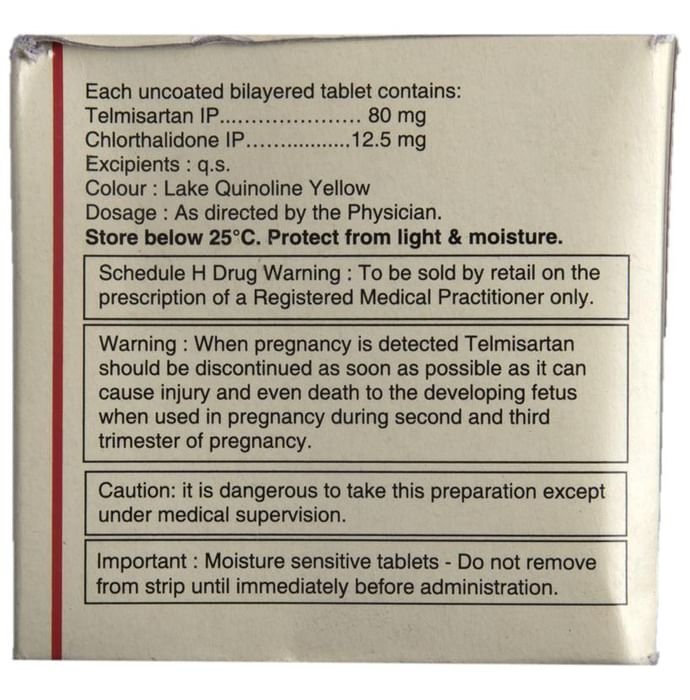 Each uncoated bilayered tablet contains:
Telmisartan IP..................... 80 mg
Chlorthalidone IP..................12.5 mg
Excipients : q.s.
Colour : Lake Quinoline Yellow
Dosage : As directed by the Physician.
Store below 25°C. Protect from light & moisture.
Schedule H Drug Warning : To be sold by retail on the
prescription of a Registered Medical Practitioner only.
Warning : When pregnancy is detected Telmisartan
should be discontinued as soon as possible as it can
cause injury and even death to the developing fetus
when used in pregnancy during second and third
trimester of pregnancy.
Caution: it is dangerous to take this preparation except
under medical supervision.
Important : Moisture sensitive tablets - Do not remove
from strip until immediately before administration.